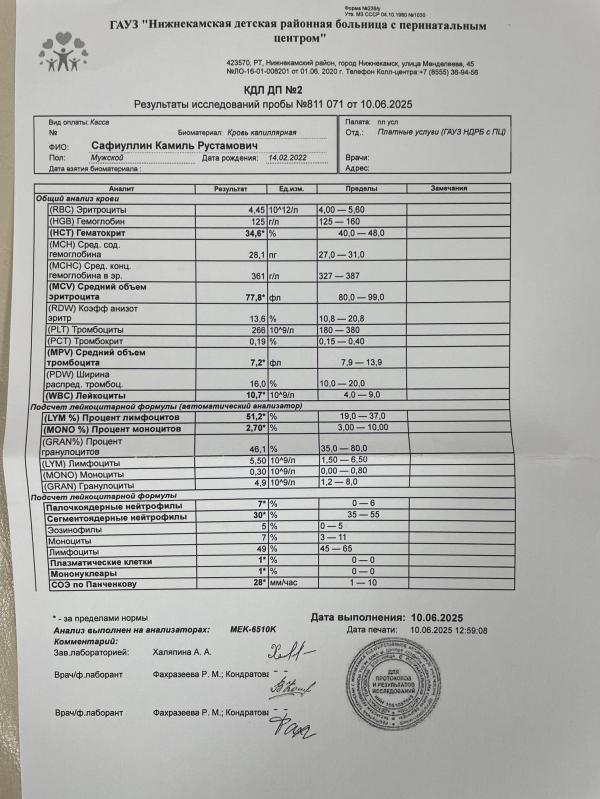 Форма №239/у
Утв. МЗ СССР 04.10.1980 №1030
ГАУЗ "Нижнекамская детская районная больница с перинатальным
центром"
423570, РТ, Нижнекамский район, город Нижнекамск, улица Менделеева, 45
№ЛО-16-01-008201 от 01.06. 2020 г. Телефон Колл-центра:+7 (8555) 36-94-56
КДЛ ДП №2
Результаты исследований пробы №811 071 от 10.06.2025
Вид оплаты: Касса Палата: пл усл
№ Биоматериал: Кровь капиллярная Отд.: Платные услуги (ГАУЗ НДРБ с ПЦ)
ФИО: Сафиуллин Камиль Рустамович
Пол: Мужской Дата рождения: 14.02.2022 Врачи:
Дата взятия биоматериала : Адрес:
Аналит Результат Ед.изм. Пределы Замечания
Общий анализ крови
(RBC) Эритроциты 4,45 10^12/л 4,00 — 5,60
(HGB) Гемоглобин 125 г/л 125 — 160
(HCT) Гематокрит 34,6* % 40,0 — 48,0
(MCH) Сред. сод.
гемоглобина 28,1 пг 27,0 — 31,0
(MCHC) Сред. конц.
гемоглобина в эр. 361 г/л 327 — 387
(MCV) Средний объем
эритроцита 77,8* фл 80,0 — 99,0
(RDW) Коэфф анизот
эритр 13,6 % 10,8 — 20,8
(PLT) Тромбоциты 266 10^9/л 180 — 380
(PCT) Тромбокрит 0,19 % 0,15 — 0,40
(MPV) Средний объем
тромбоцита 7,2* фл 7,9 — 13,9
(PDW) Ширина
распред. тромбоц. 16,0 % 10,0 — 20,0
(WBC) Лейкоциты 10,7* 10^9/л 4,0 — 9,0
Подсчет лейкоцитарной формулы (автоматический анализатор)
(LYM %) Процент лимфоцитов 51,2* % 19,0 — 37,0
(MONO %) Процент моноцитов 2,70* % 3,00 — 10,00
(GRAN%) Процент
гранулоцитов 46,1 % 35,0 — 80,0
(LYM) Лимфоциты 5,50 10^9/л 1,50 — 6,50
(MONO) Моноциты 0,30 10^9/л 0,00 — 0,80
(GRAN) Гранулоциты 4,9 10^9/л 1,2 — 8,0
Подсчет лейкоцитарной формулы
Палочкоядерные нейтрофилы 7* % 0 — 6
Сегментоядерные нейтрофилы 30* % 35 — 55
Эозинофилы 5 % 0 — 5
Моноциты 7 % 3 — 11
Лимфоциты 49 % 45 — 65
Плазматические клетки 1* % 0 — 0
Мононуклеары 1* % 0 — 0
СОЭ по Панченкову 28* мм/час 1 — 10
* - за пределами нормы Дата выполнения: 10.06.2025
Анализ выполнен на анализаторах: MEK-6510K Дата печати: 10.06.2025 12:59:08
Комментарий:
Зав.лабораторией: Халяпина А. А.
Врач/ф.лаборант Фахразеева Р. М.; Кондратова
Врач/ф.лаборант Фахразеева Р. М.; Кондратова
ДЛЯ
ПРОТОКОЛОВ
И РЕЗУЛЬТАТОВ
ИССЛЕДОВАНИЙ